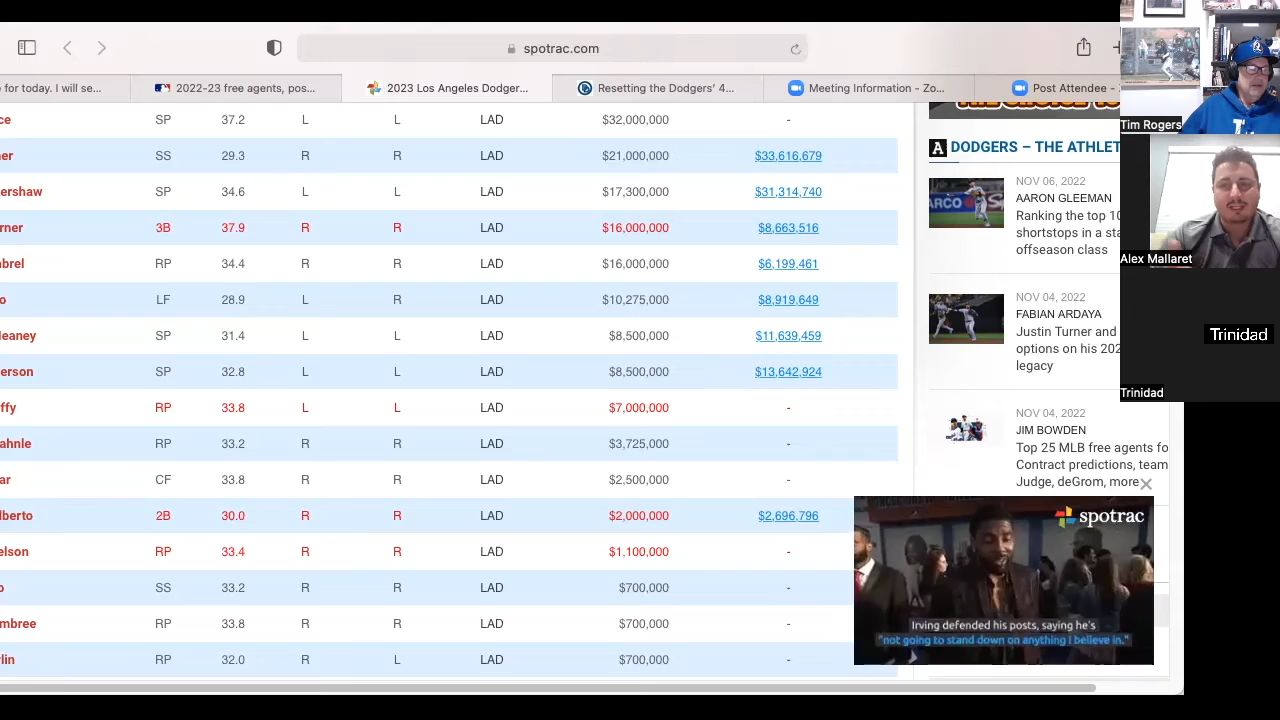 spotrac.com
e for today. I will se...
2022-23 free agents, pos...
2023 Los Angeles Dodger...
Resetting the Dodgers' 4...
Meeting Information - Zo...
Post Attendee -
ce SP 37.2 L L LAD $32,000,000 -
er SS 29.3 R R LAD $21,000,000 $33,616,679
ershaw SP 34.6 L L LAD $17,300,000 $31,314,740
rner 3B 37.9 R R LAD $16,000,000 $8,663,516
brel RP 34.4 R R LAD $16,000,000 $6,199,461
o LF 28.9 L R LAD $10,275,000 $8,919,649
eaney SP 31.4 L L LAD $8,500,000 $11,639,459
erson SP 32.8 L L LAD $8,500,000 $13,642,924
ffy RP 33.8 L L LAD $7,000,000 -
ahnle RP 33.2 R R LAD $3,725,000 -
ar CF 33.8 R R LAD $2,500,000 -
lberto 2B 30.0 R R LAD $2,000,000 $2,696,796
elson RP 33.4 R R LAD $1,100,000 -
o SS 33.2 R R LAD $700,000 -
mbree RP 33.8 R R LAD $700,000 -
lin RP 32.0 R L LAD $700,000 -
A DODGERS – THE ATHLET
NOV 06, 2022
AARON GLEEMAN
Ranking the top 10
shortstops in a sta
offseason class
NOV 04, 2022
FABIAN ARDAYA
Justin Turner and
options on his 202
legacy
NOV 04, 2022
JIM BOWDEN
Top 25 MLB free agents fo
Contract predictions, team
Judge, deGrom, more
spotrac
Irving defended his posts, saying he's
"not going to stand down on anything I believe in."
Tim Rogers
Alex Mallaret
Trinidad
Trinidad